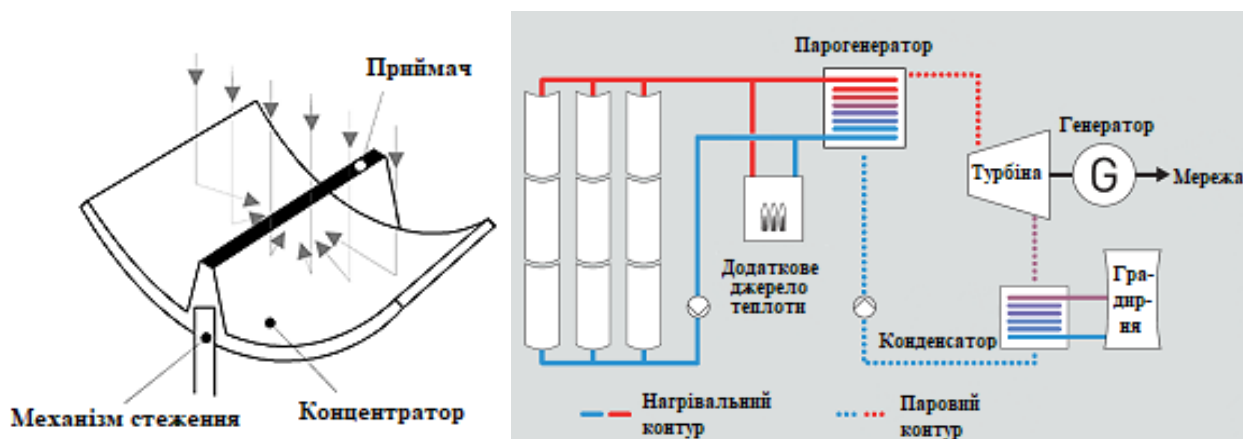 Приймач
Механізм стеження
Концентратор
Парогенератор
Генератор
Турбіна
G
Мережа
Додаткове
джерело
теплоти
Гра-
дир-
ня
Конденсатор
Нагрівальний
контур
Паровий
контур